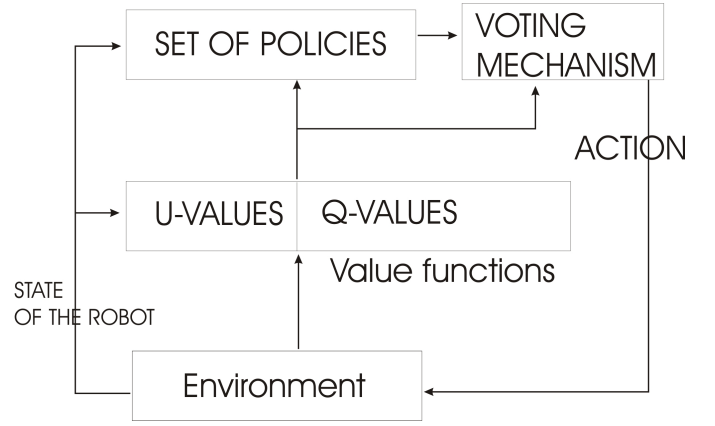 SET OF POLICIES
VOTING
MECHANISM
ACTION
U-VALUES
Q-VALUES
Value functions
STATE
OF THE ROBOT
Environment